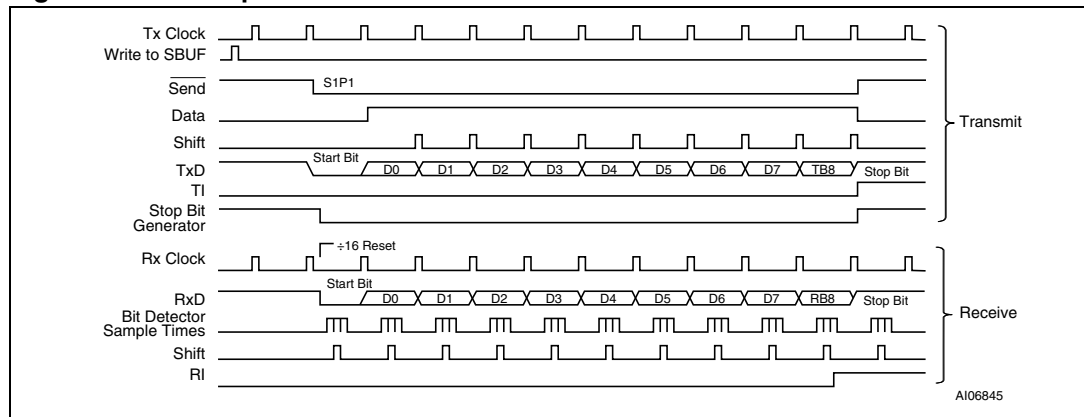 Tx Clock
Write to SBUF
Send
S1P1
Data
Transmit
Shift
TxD
Start Bit
D0 D1 D2 D3 D4 D5 D6 D7 TB8
Stop Bit
TI
Stop Bit
Generator
÷16 Reset
Rx Clock
RxD
Start Bit
D0 D1 D2 D3 D4 D5 D6 D7 RB8
Stop Bit
Receive
Bit Detector
Sample Times
Shift
RI
AI06845